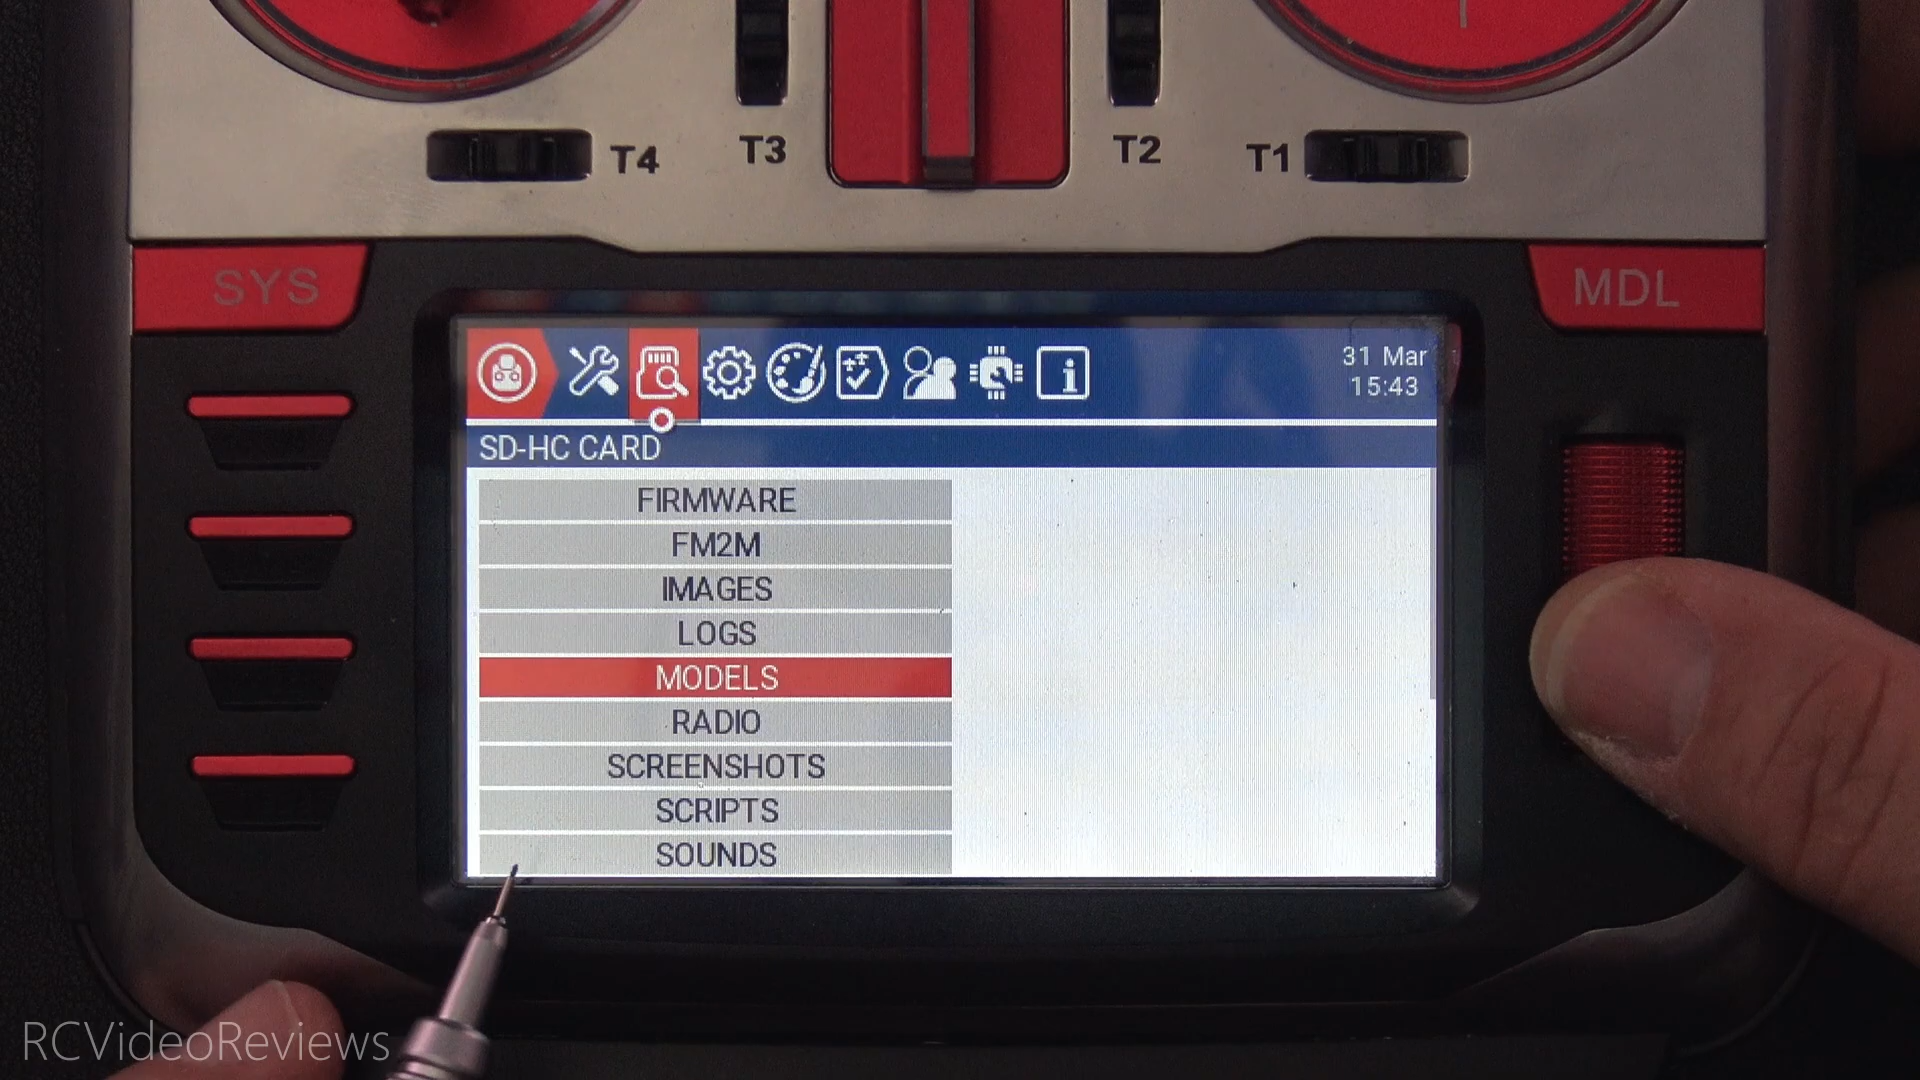 T4
T3
T2
T1
SYS
MDL
31 Mar
15:43
SD-HC CARD
FIRMWARE
FM2M
IMAGES
LOGS
MODELS
RADIO
SCREENSHOTS
SCRIPTS
SOUNDS
RCVideoReviews